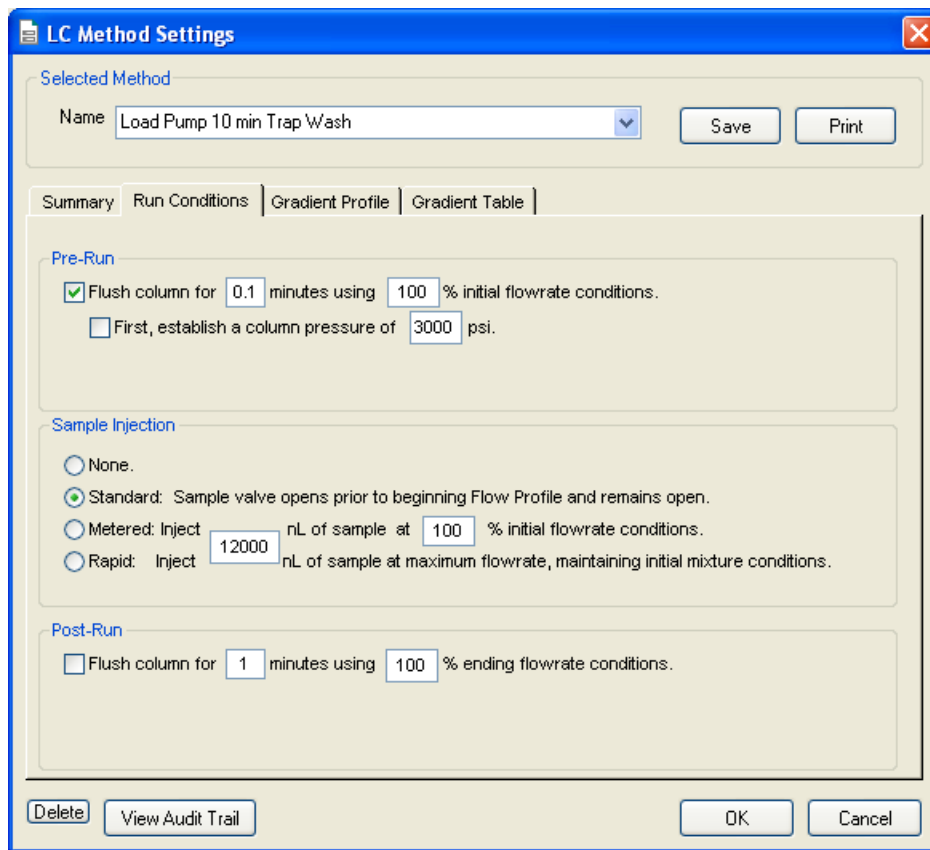 LC Method Settings
Selected Method
Name Load Pump 10 min Trap Wash Save Print
Summary Run Conditions Gradient Profile Gradient Table
Pre-Run
Flush column for 0.1 minutes using 100 % initial flowrate conditions.
First, establish a column pressure of 3000 psi.
Sample Injection
None.
Standard: Sample valve opens prior to beginning Flow Profile and remains open.
Metered: Inject nL of sample at 100 % initial flowrate conditions.
12000
Rapid: Inject nL of sample at maximum flowrate, maintaining initial mixture conditions.
Post-Run
Flush column for 1 minutes using 100 % ending flowrate conditions.
Delete View Audit Trail OK Cancel